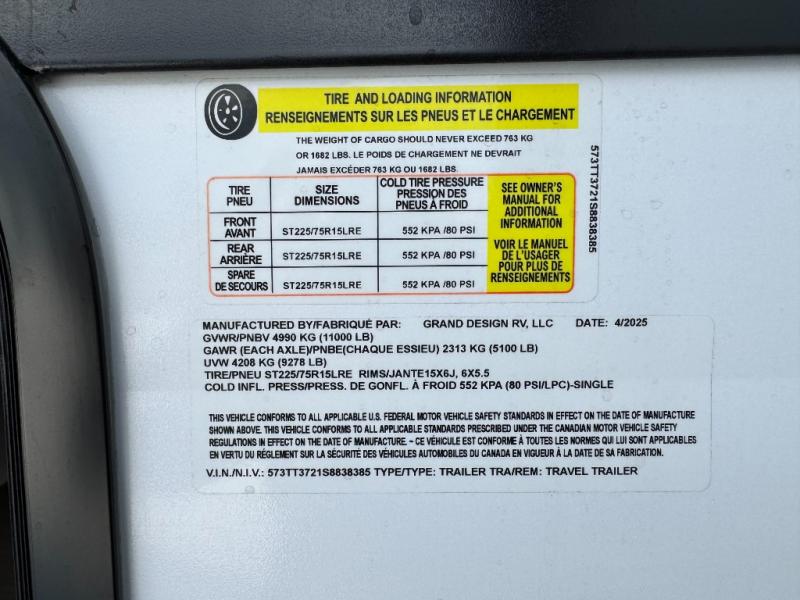 TIRE AND LOADING INFORMATION
RENSEIGNEMENTS SUR LES PNEUS ET LE CHARGEMENT
THE WEIGHT OF CARGO SHOULD NEVER EXCEED 763 KG
OR 1682 LBS. LE POIDS DE CHARGEMENT NE DEVRAIT
JAMAIS EXCÉDER 763 KG OU 1682 LBS.
TIRE PNEU SIZE DIMENSIONS COLD TIRE PRESSURE PRESSION DES PNEUS À FROID
FRONT AVANT ST225/75R15LRE 552 KPA /80 PSI
REAR ARRIÈRE ST225/75R15LRE 552 KPA /80 PSI
SPARE DE SECOURS ST225/75R15LRE 552 KPA /80 PSI
SEE OWNER'S
MANUAL FOR
ADDITIONAL
INFORMATION
VOIR LE MANUEL
DE L'USAGER
POUR PLUS DE
RENSEIGNEMENTS
573TT3721S8838385
MANUFACTURED BY/FABRIQUÉ PAR: GRAND DESIGN RV, LLC DATE: 4/2025
GVWR/PNBV 4990 KG (11000 LB)
GAWR (EACH AXLE)/PNBE(CHAQUE ESSIEU) 2313 KG (5100 LB)
UVW 4208 KG (9278 LB)
TIRE/PNEU ST225/75R15LRE RIMS/JANTE15X6J, 6X5.5
COLD INFL. PRESS/PRESS. DE GONFL. À FROID 552 KPA (80 PSI/LPC)-SINGLE
THIS VEHICLE CONFORMS TO ALL APPLICABLE U.S. FEDERAL MOTOR VEHICLE SAFETY STANDARDS IN EFFECT ON THE DATE OF MANUFACTURE
SHOWN ABOVE. THIS VEHICLE CONFORMS TO ALL APPLICABLE STANDARDS PRESCRIBED UNDER THE CANADIAN MOTOR VEHICLE SAFETY
REGULATIONS IN EFFECT ON THE DATE OF MANUFACTURE. - CE VÉHICULE EST CONFORME À TOUTES LES NORMES QUI LUI SONT APPLICABLES
EN VERTU DU RÉGLEMENT SUR LA SÉCURITÉ DES VÉHICULES AUTOMOBILES DU CANADA EN VIGUEUR À LA DATE DE SA FABRICATION.
V.I.N./N.I.V.: 573TT3721S8838385 TYPE/TYPE: TRAILER TRA/REM: TRAVEL TRAILER